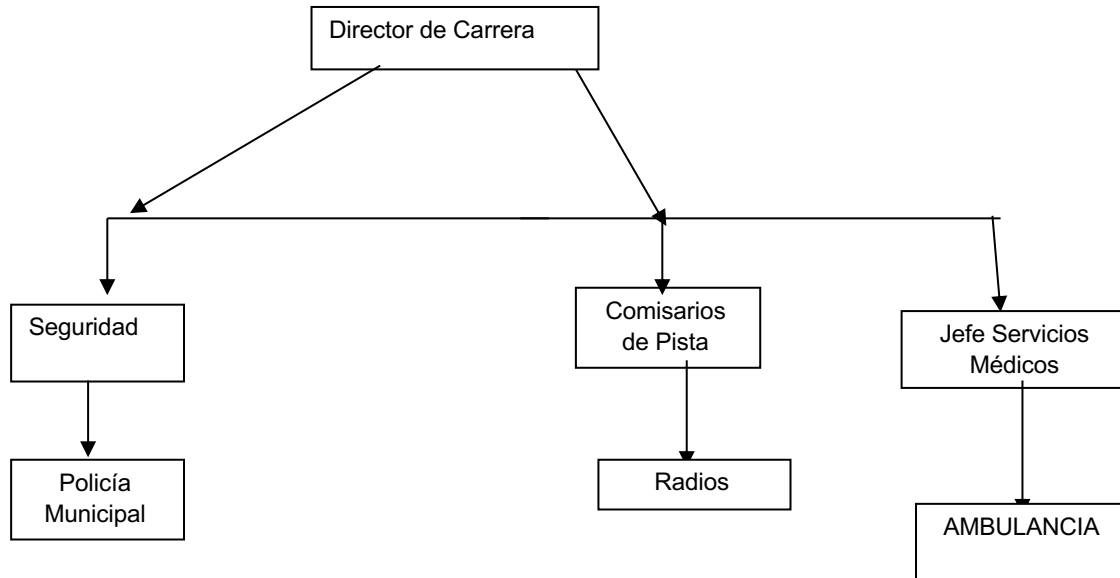 Director de Carrera
Seguridad
Comisarios
de Pista
Jefe Servicios
Médicos
Policía
Municipal
Radios
AMBULANCIA